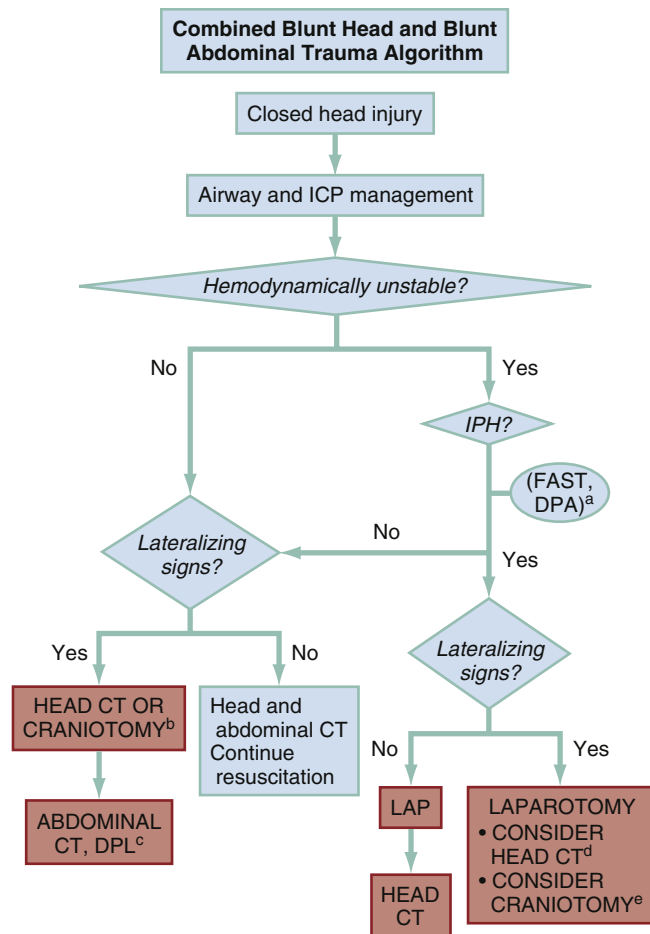 Combined Blunt Head and Blunt
Abdominal Trauma Algorithm
Closed head injury
Airway and ICP management
Hemodynamically unstable?
No
Yes
IPH?
(FAST,
DPA)a
No
Yes
Lateralizing
signs?
Lateralizing
signs?
Yes
No
HEAD CT OR
CRANIOTOMYb
Head and
abdominal CT
Continue
resuscitation
ABDOMINAL
CT, DPLc
No
Yes
LAP
HEAD
CT
LAPAROTOMY
• CONSIDER
HEAD CTd
• CONSIDER
CRANIOTOMYe